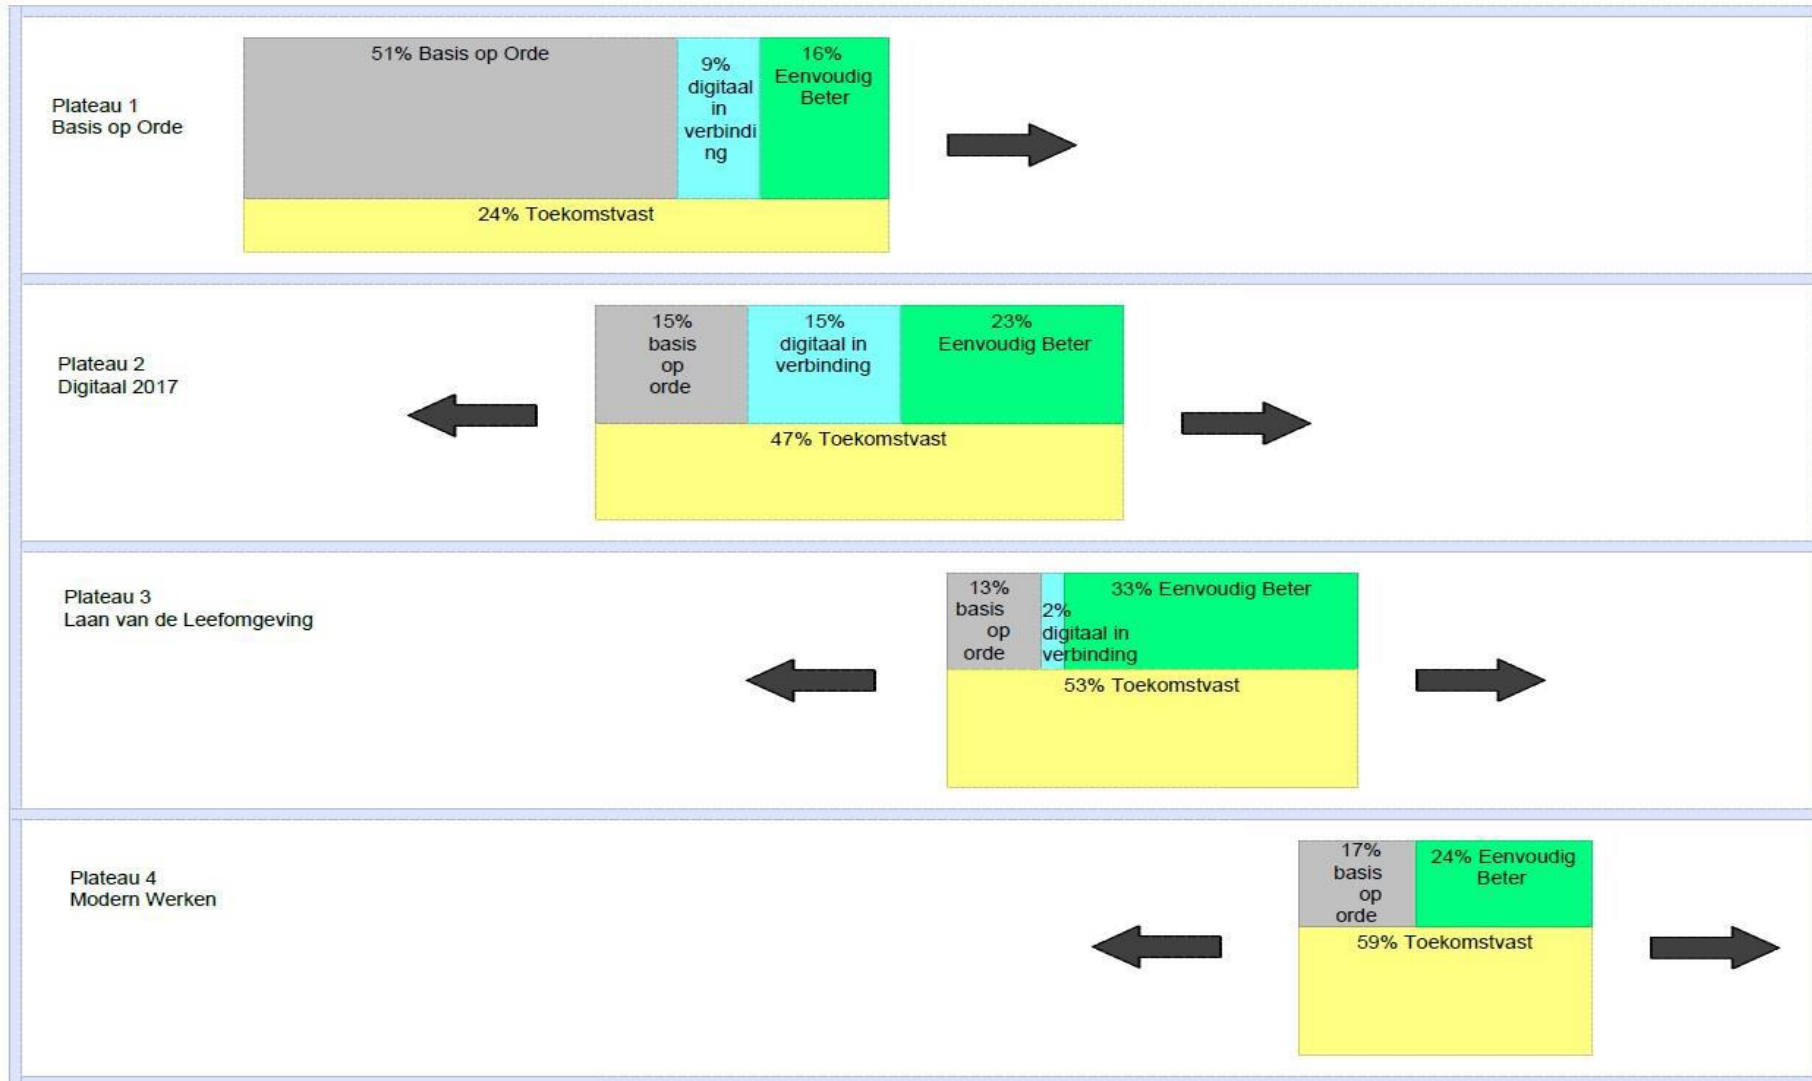 Plateau 1
Basis op Orde
51% Basis op Orde
9%
digitaal
in
verbindi
ng
16%
Eenvoudig
Beter
24% Toekomstvast
Plateau 2
Digitaal 2017
15%
basis
op
orde
15%
digitaal in
verbinding
23%
Eenvoudig Beter
47% Toekomstvast
Plateau 3
Laan van de Leefomgeving
13%
basis
op
orde
2%
digitaal in
verbinding
33% Eenvoudig Beter
53% Toekomstvast
Plateau 4
Modern Werken
17%
basis
op
orde
24% Eenvoudig
Beter
59% Toekomstvast